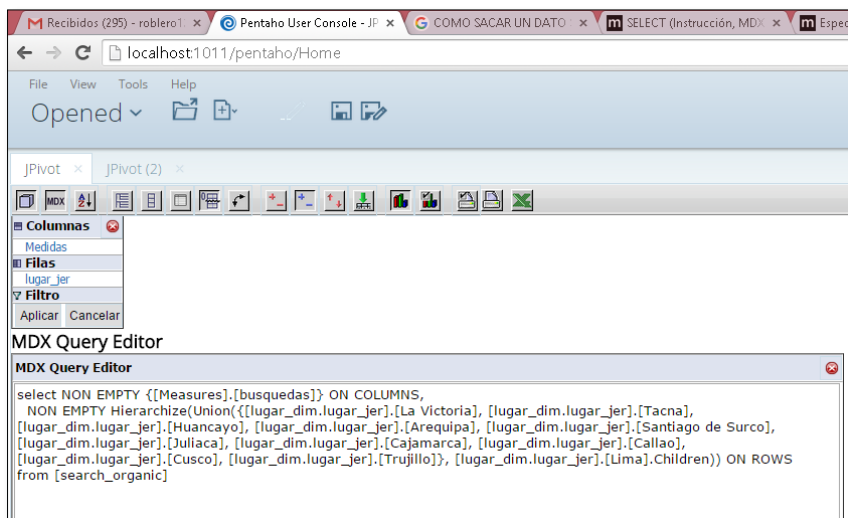 Recibidos (295) - roblero1
Pentaho User Console - JP
COMO SACAR UN DATO
SELECT (Instrucción, MDX
Espec
localhost:1011/pentaho/Home
File View Tools Help
Opened
JPivot
JPivot (2)
MDX
Columnas
Medidas
Filas
lugar_jer
Filtro
Aplicar Cancelar
MDX Query Editor
MDX Query Editor
select NON EMPTY {[Measures].[busquedas]} ON COLUMNS,
NON EMPTY Hierarchize(Union({[lugar_dim.lugar_jer].[La Victoria], [lugar_dim.lugar_jer].[Tacna],
[lugar_dim.lugar_jer].[Huancayo], [lugar_dim.lugar_jer].[Arequipa], [lugar_dim.lugar_jer].[Santiago de Surco],
[lugar_dim.lugar_jer].[Juliaca], [lugar_dim.lugar_jer].[Cajamarca], [lugar_dim.lugar_jer].[Callao],
[lugar_dim.lugar_jer].[Cusco], [lugar_dim.lugar_jer].[Trujillo]}, [lugar_dim.lugar_jer].[Lima].Children)) ON ROWS
from [search_organic]